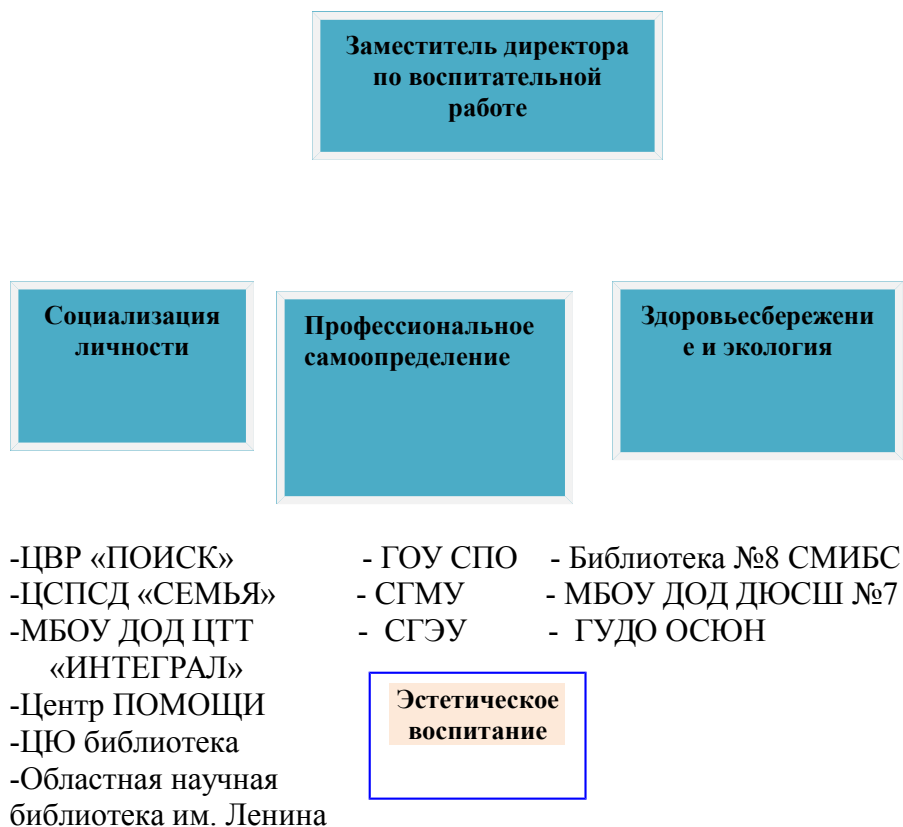 Заместитель директора
по воспитательной
работе
Социализация
личности
Профессиональное
самоопределение
Здоровьесбережени
е и экология
-ЦВР «ПОИСК» - ГОУ СПО - Библиотека №8 СМИБС
-ЦСПСД «СЕМЬЯ» - СГМУ - МБОУ ДОД ДЮСШ №7
-МБОУ ДОД ЦТТ - СГЭУ - ГУДО ОСЮН
«ИНТЕГРАЛ»
-Центр ПОМОЩИ
-ЦЮ библиотека
-Областная научная
библиотека им. Ленина
Эстетическое
воспитание